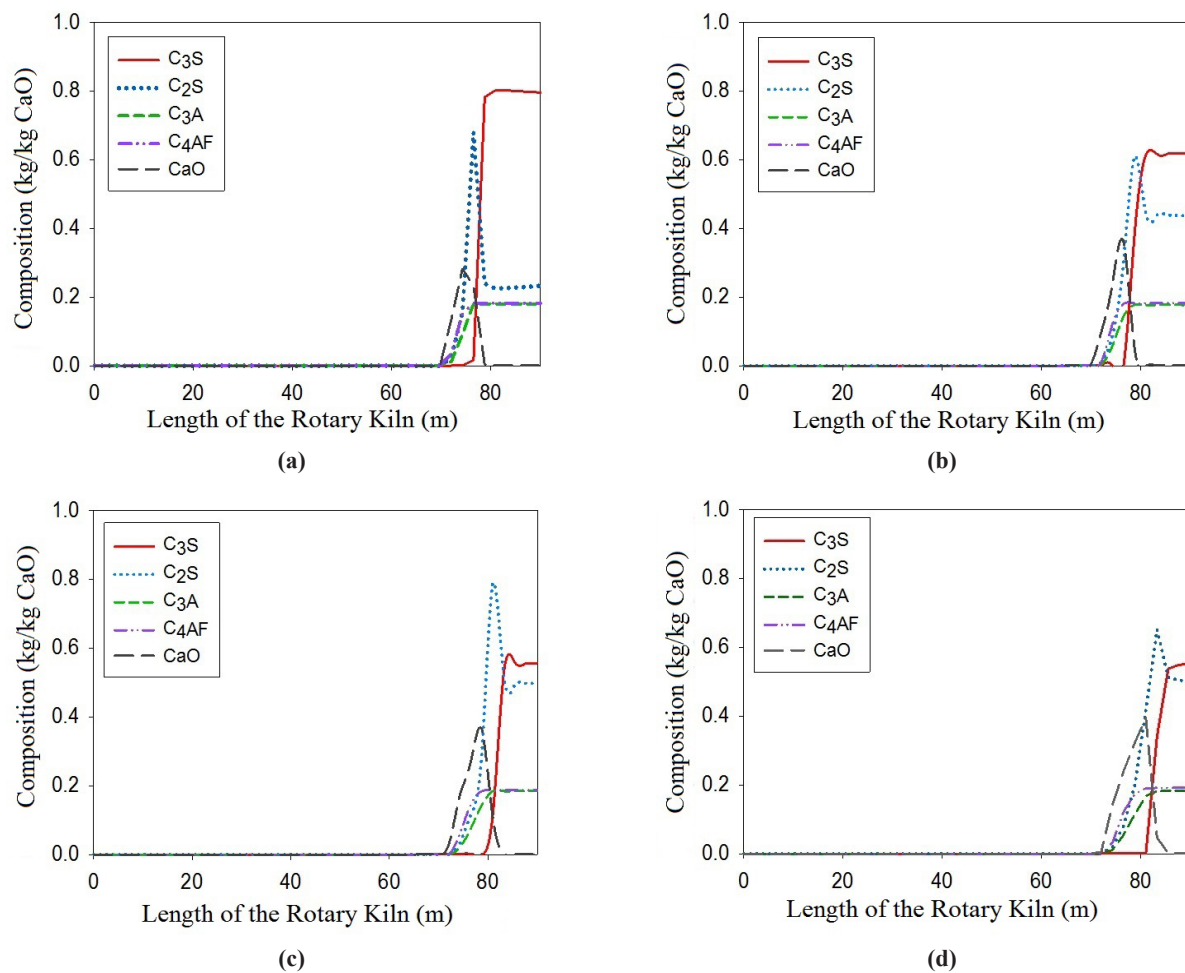 1.0
0.8
0.6
0.4
0.2
0.0
Composition (kg/kg CaO)
C3S
C2S
C3A
C4AF
CaO
0 20 40 60 80
Length of the Rotary Kiln (m)
(a)
1.0
0.8
0.6
0.4
0.2
0.0
Composition (kg/kg CaO)
C3S
C2S
C3A
C4AF
CaO
0 20 40 60 80
Length of the Rotary Kiln (m)
(b)
1.0
0.8
0.6
0.4
0.2
0.0
Composition (kg/kg CaO)
C3S
C2S
C3A
C4AF
CaO
0 20 40 60 80
Length of the Rotary Kiln (m)
(c)
1.0
0.8
0.6
0.4
0.2
0.0
Composition (kg/kg CaO)
C3S
C2S
C3A
C4AF
CaO
0 20 40 60 80
Length of the Rotary Kiln (m)
(d)